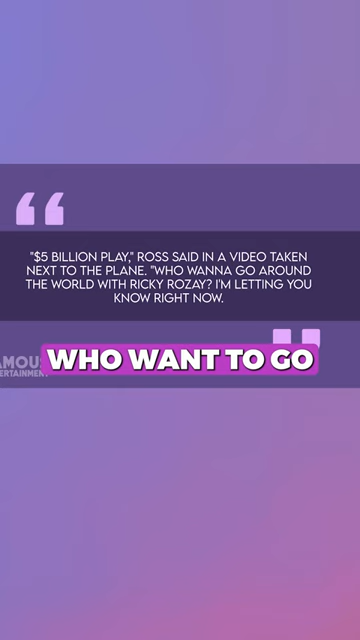 "$5 BILLION PLAY," ROSS SAID IN A VIDEO TAKEN
NEXT TO THE PLANE. "WHO WANNA GO AROUND
THE WORLD WITH RICKY ROZAY? I'M LETTING YOU
KNOW RIGHT NOW.
WHO WANT TO GO